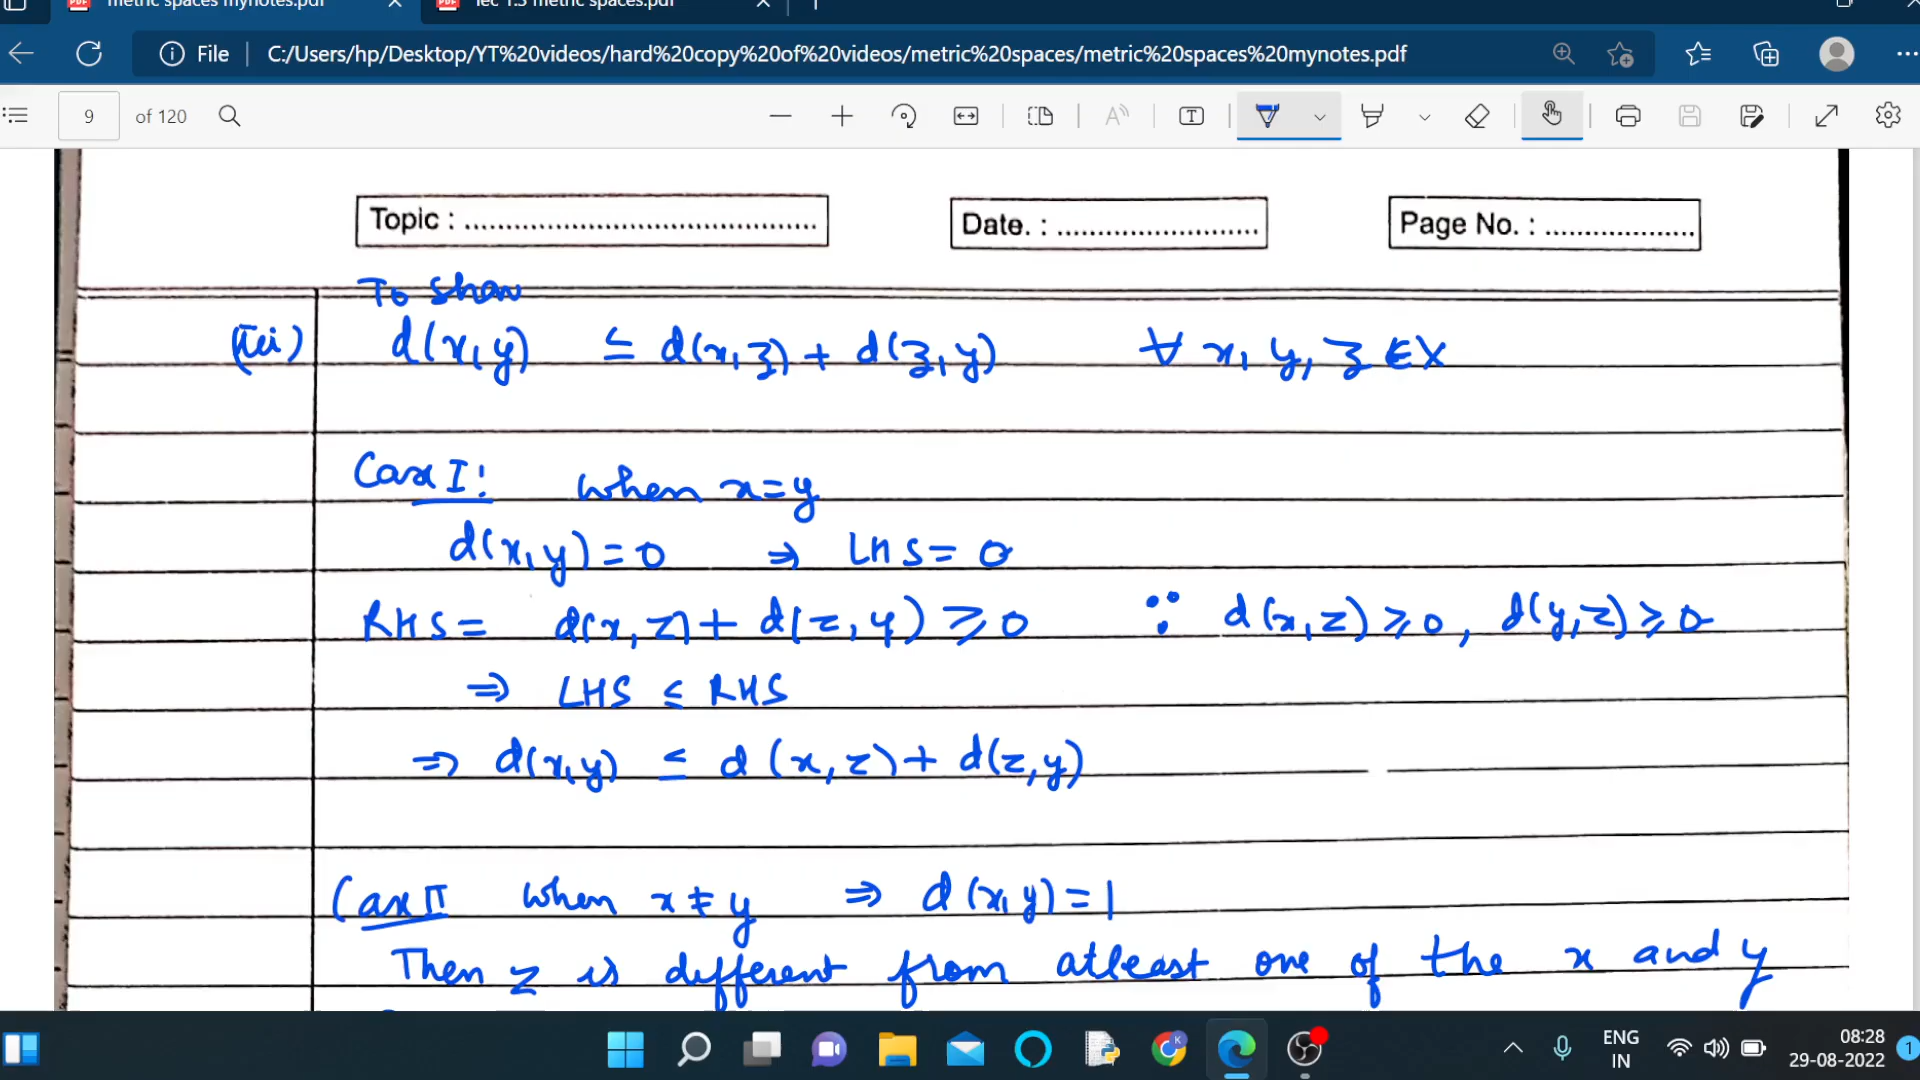 metric spaces mynotes.pdf
lec 1.3 metric spaces.pdf
File C:/Users/hp/Desktop/YT%20videos/hard%20copy%20of%20videos/metric%20spaces/metric%20spaces%20mynotes.pdf
9 of 120
Topic : ........................................
Date. : .........................
Page No. : ...................
To show
(iii) d(x,y) ≤ d(x,z) + d(z,y) ∀ x, y, z ∈ X
Case I: when x=y
d(x,y)=0 ⇒ LHS=0
RHS = d(x,z)+ d(z,y) ≥ 0 ∵ d(x,z)≥0, d(y,z)≥0
⇒ LHS ≤ RHS
⇒ d(x,y) ≤ d(x,z)+ d(z,y)
Case II when x≠y ⇒ d(x,y)=1
Then z is different from atleast one of the x and y
ENG
IN
08:28
29-08-2022
1